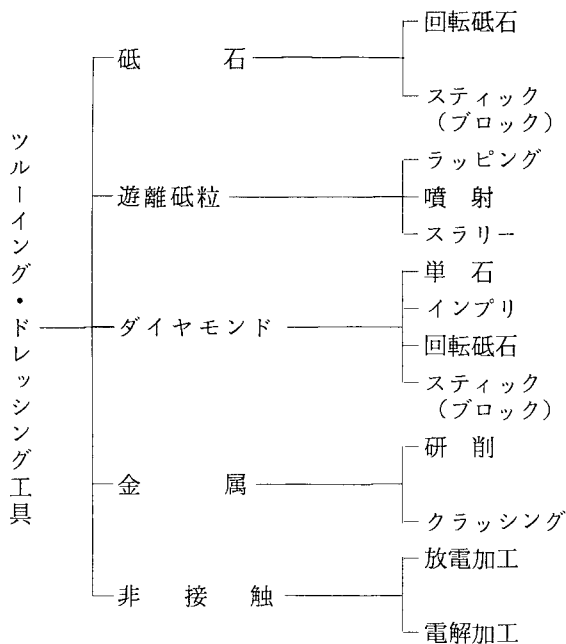 ツルーイング・ドレッシング工具
砥石
回転砥石
スティック
（ブロック）
遊離砥粒
ラッピング
噴射
スラリー
ダイヤモンド
単石
インプリ
回転砥石
スティック
（ブロック）
金属
研削
クラッシング
非接触
放電加工
電解加工